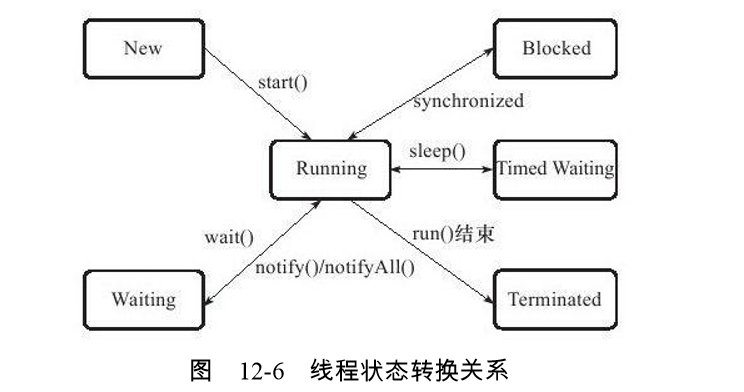 New
Blocked
start()
synchronized
Running
sleep()
Timed Waiting
wait()
run()结束
notify()/notifyAll()
Waiting
Terminated
图 12-6 线程状态转换关系